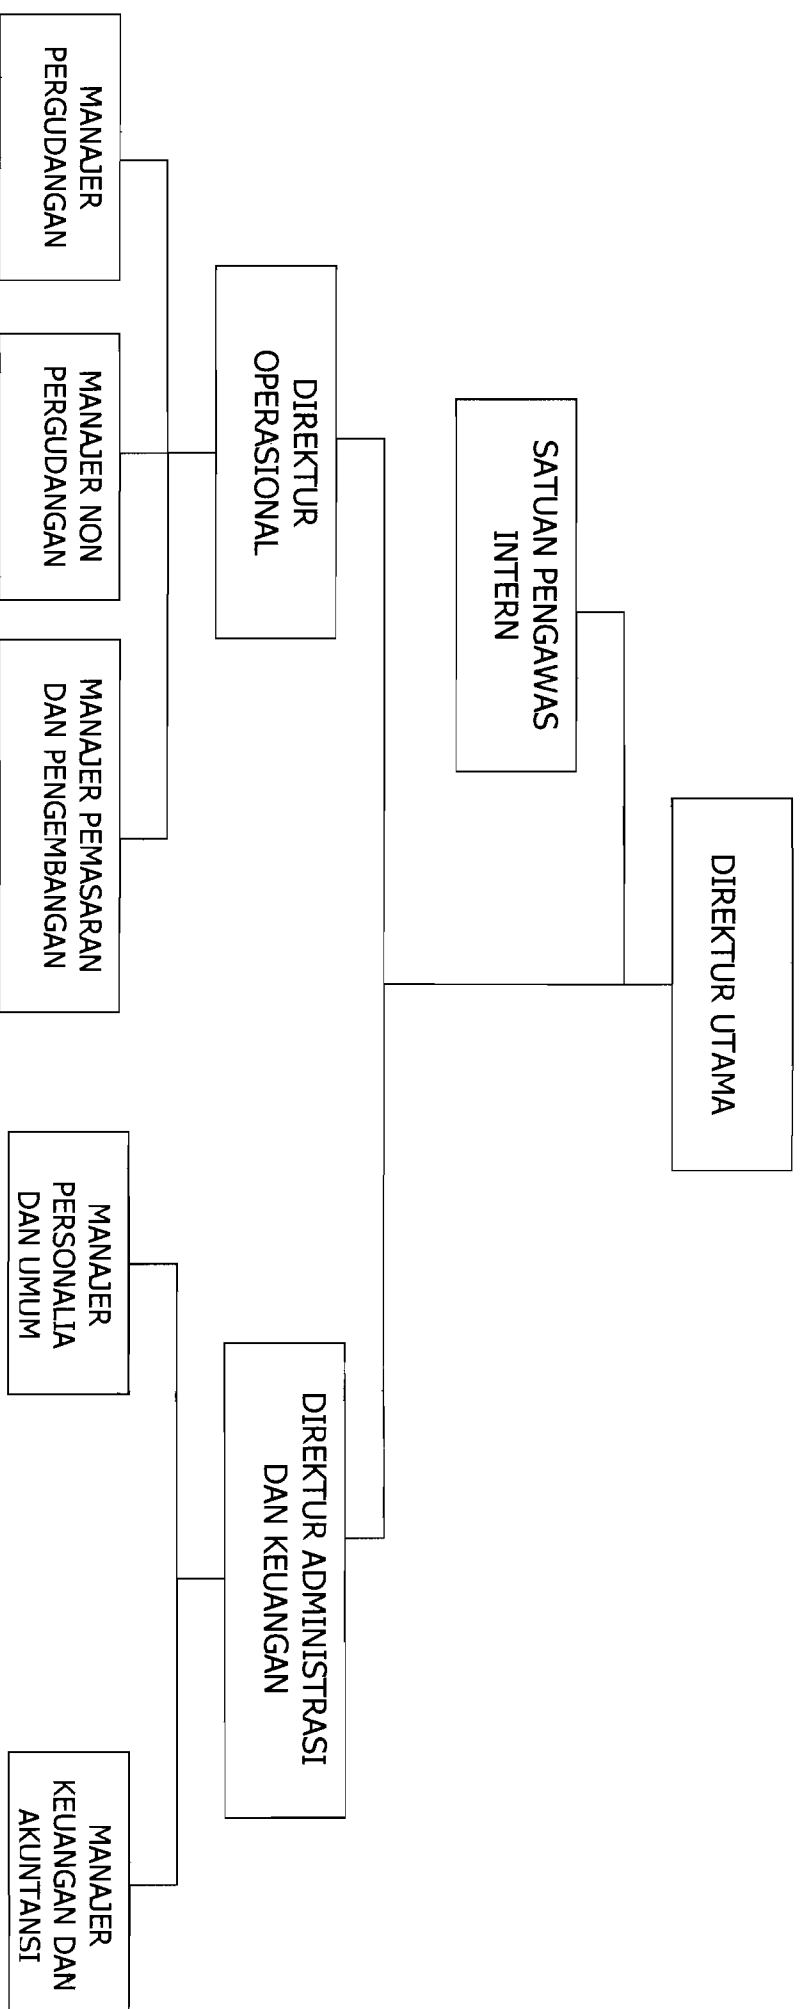 DIREKTUR UTAMA
SATUAN PENGAWAS
INTERN
DIREKTUR
OPERASIONAL
DIREKTUR ADMINISTRASI
DAN KEUANGAN
MANAJER
PERGUDANGAN
MANAJER NON
PERGUDANGAN
MANAJER PEMASARAN
DAN PENGEMBANGAN
MANAJER
PERSONALIA
DAN UMUM
MANAJER
KEUANGAN DAN
AKUNTANSI